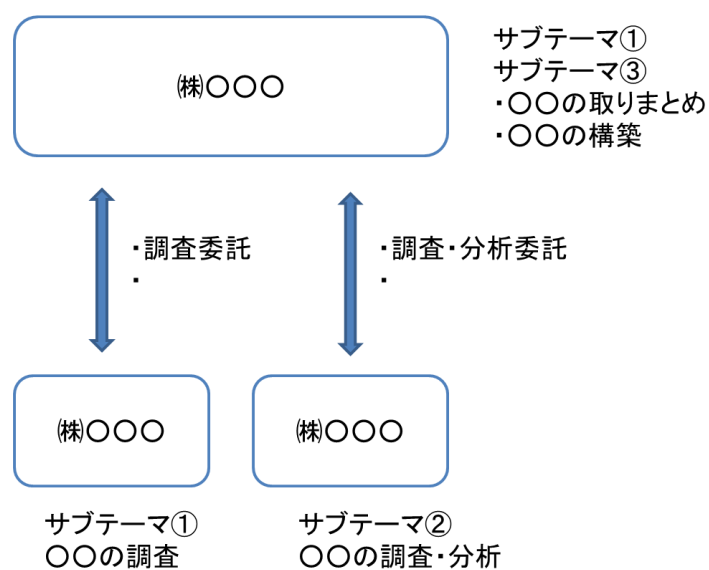 ㈱〇〇〇
サブテーマ①
サブテーマ③
・〇〇の取りまとめ
・〇〇の構築
・調査委託
・
・調査・分析委託
・
㈱〇〇〇
サブテーマ①
〇〇の調査
㈱〇〇〇
サブテーマ②
〇〇の調査・分析